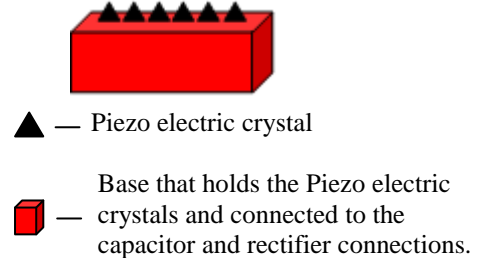 — Piezo electric crystal
Base that holds the Piezo electric
— crystals and connected to the
capacitor and rectifier connections.